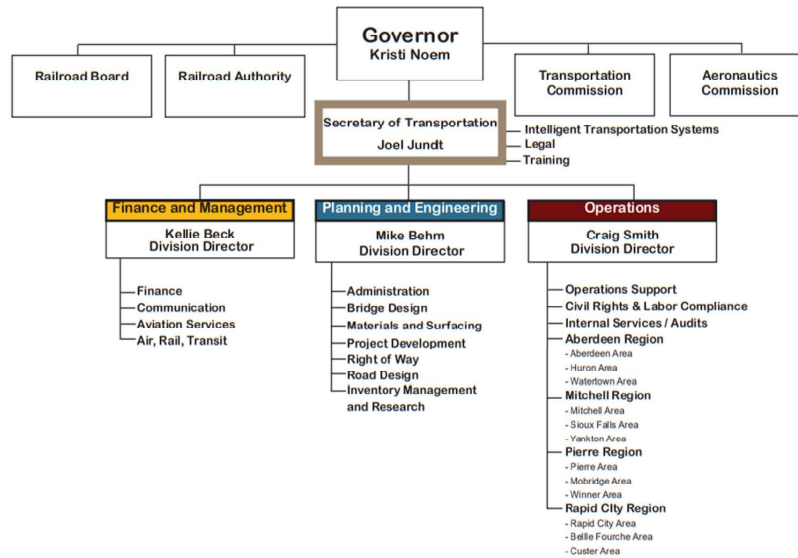 Governor
Kristi Noem
Railroad Board
Railroad Authority
Transportation
Commission
Aeronautics
Commission
Secretary of Transportation
Joel Jundt
Intelligent Transportation Systems
Legal
Training
Finance and Management
Kellie Beck
Division Director
Finance
Communication
Aviation Services
Air, Rail, Transit
Planning and Engineering
Mike Behm
Division Director
Administration
Bridge Design
Materials and Surfacing
Project Development
Right of Way
Road Design
Inventory Management
and Research
Operations
Craig Smith
Division Director
Operations Support
Civil Rights & Labor Compliance
Internal Services / Audits
Aberdeen Region
- Aberdeen Area
- Huron Area
- Watertown Area
Mitchell Region
- Mitchell Area
- Sioux Falls Area
- Yankton Area
Pierre Region
- Pierre Area
- Mobridge Area
- Winner Area
Rapid CIty Region
- Rapid City Area
- Bellle Fourche Area
- Custer Area